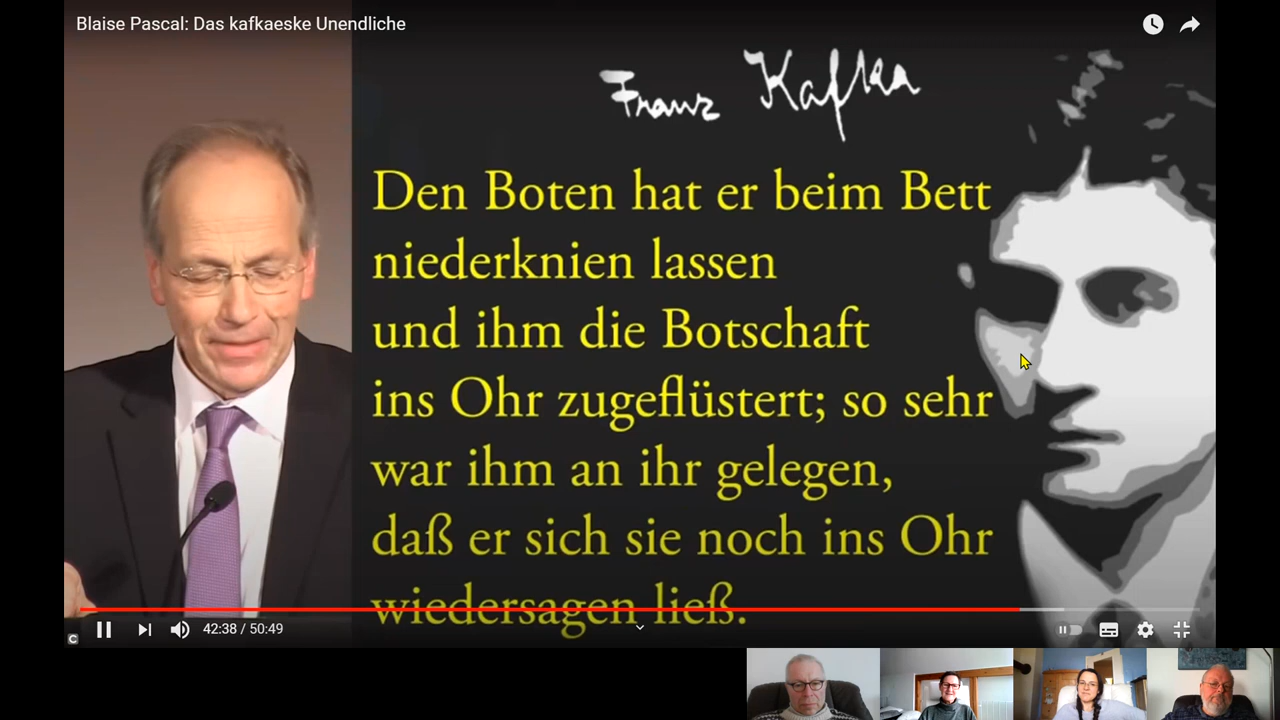 Blaise Pascal: Das kafkaeske Unendliche
Franz Kafka
Den Boten hat er beim Bett
niederknien lassen
und ihm die Botschaft
ins Ohr zugeflüstert; so sehr
war ihm an ihr gelegen,
daß er sich sie noch ins Ohr
wiedersagen ließ.
42:38 / 50:49
C